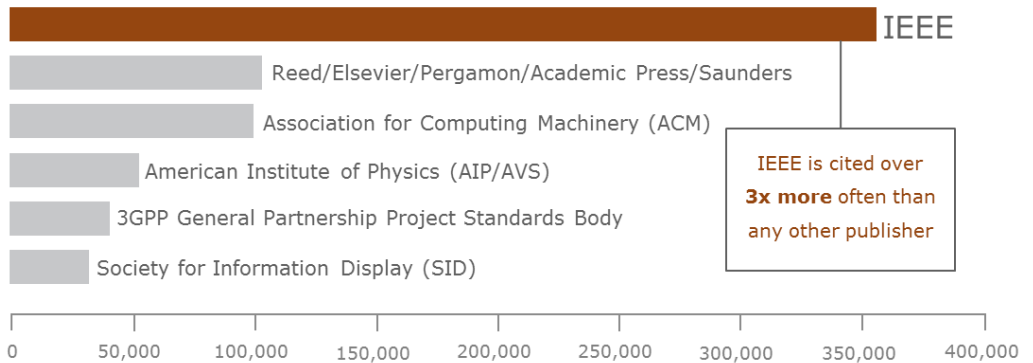 IEEE
Reed/Elsevier/Pergamon/Academic Press/Saunders
Association for Computing Machinery (ACM)
American Institute of Physics (AIP/AVS)
3GPP General Partnership Project Standards Body
Society for Information Display (SID)
IEEE is cited over
3x more often than
any other publisher
0 50,000 100,000 150,000 200,000 250,000 300,000 350,000 400,000